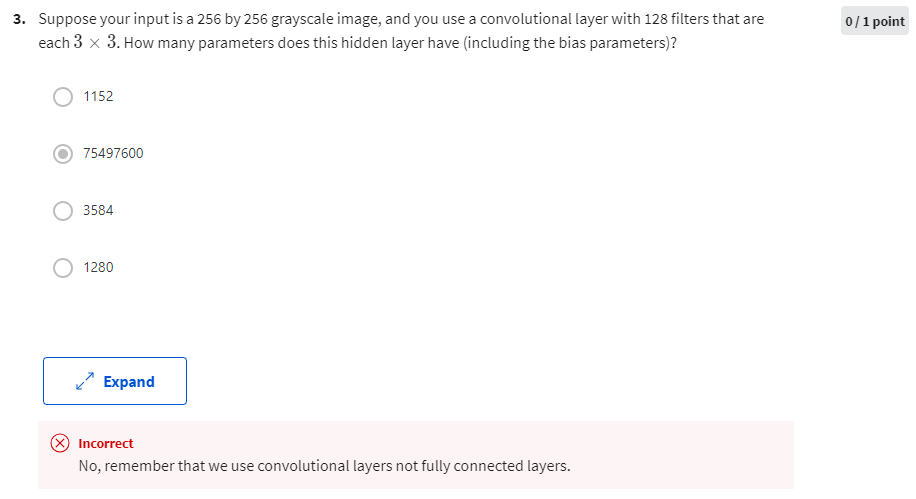 3. Suppose your input is a 256 by 256 grayscale image, and you use a convolutional layer with 128 filters that are
0 / 1 point
each 3 × 3. How many parameters does this hidden layer have (including the bias parameters)?
1152
75497600
3584
1280
Expand
Incorrect
No, remember that we use convolutional layers not fully connected layers.